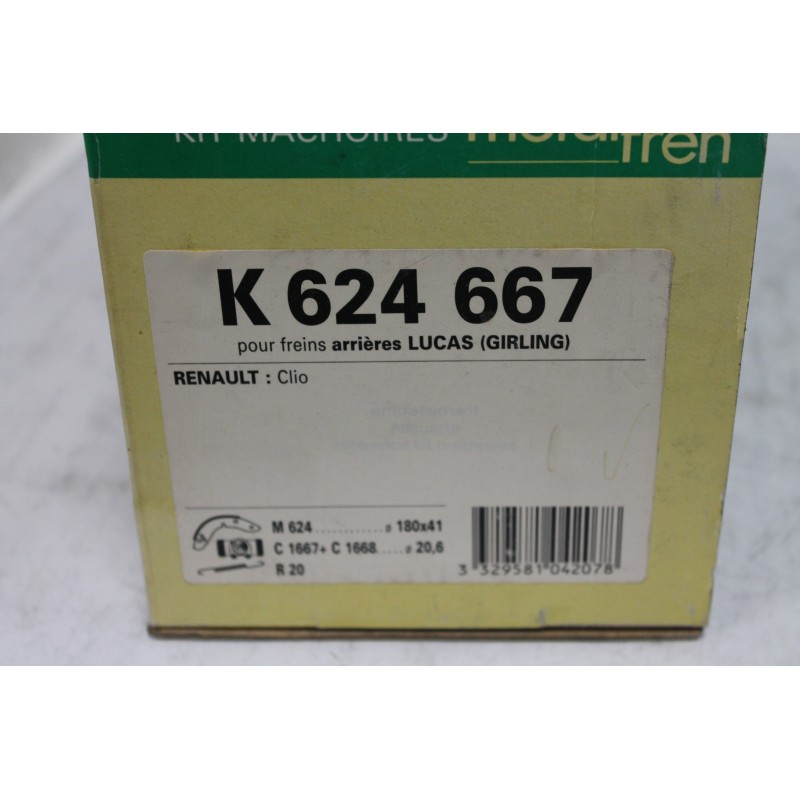 KIT MACHOIRES
fren
K 624 667
pour freins arrières LUCAS (GIRLING)
RENAULT : Clio
M 624............ø 180x41
C 1667+ C 1668.....ø 20,6
R 20
3 329581 042078